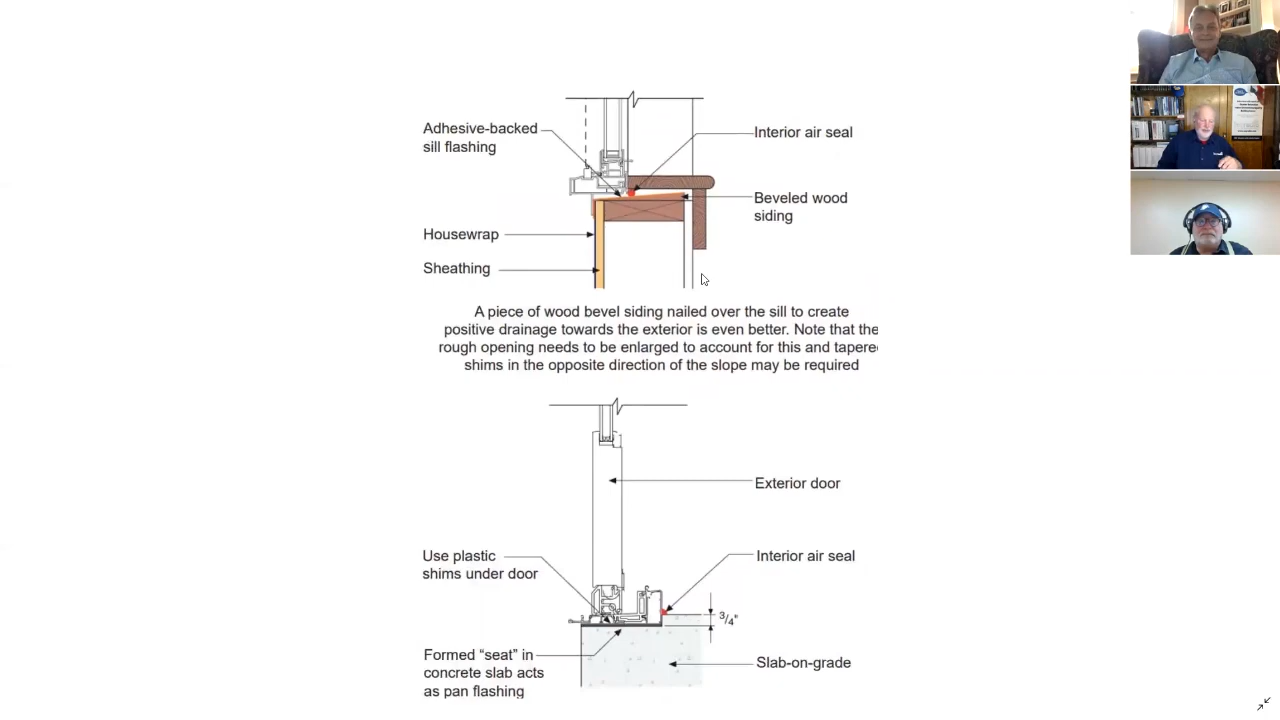 Adhesive-backed
sill flashing
Interior air seal
Beveled wood
siding
Housewrap
Sheathing
A piece of wood bevel siding nailed over the sill to create
positive drainage towards the exterior is even better. Note that the
rough opening needs to be enlarged to account for this and tapere
shims in the opposite direction of the slope may be required
Exterior door
Use plastic
shims under door
Interior air seal
3/4"
Formed “seat” in
concrete slab acts
as pan flashing
Slab-on-grade